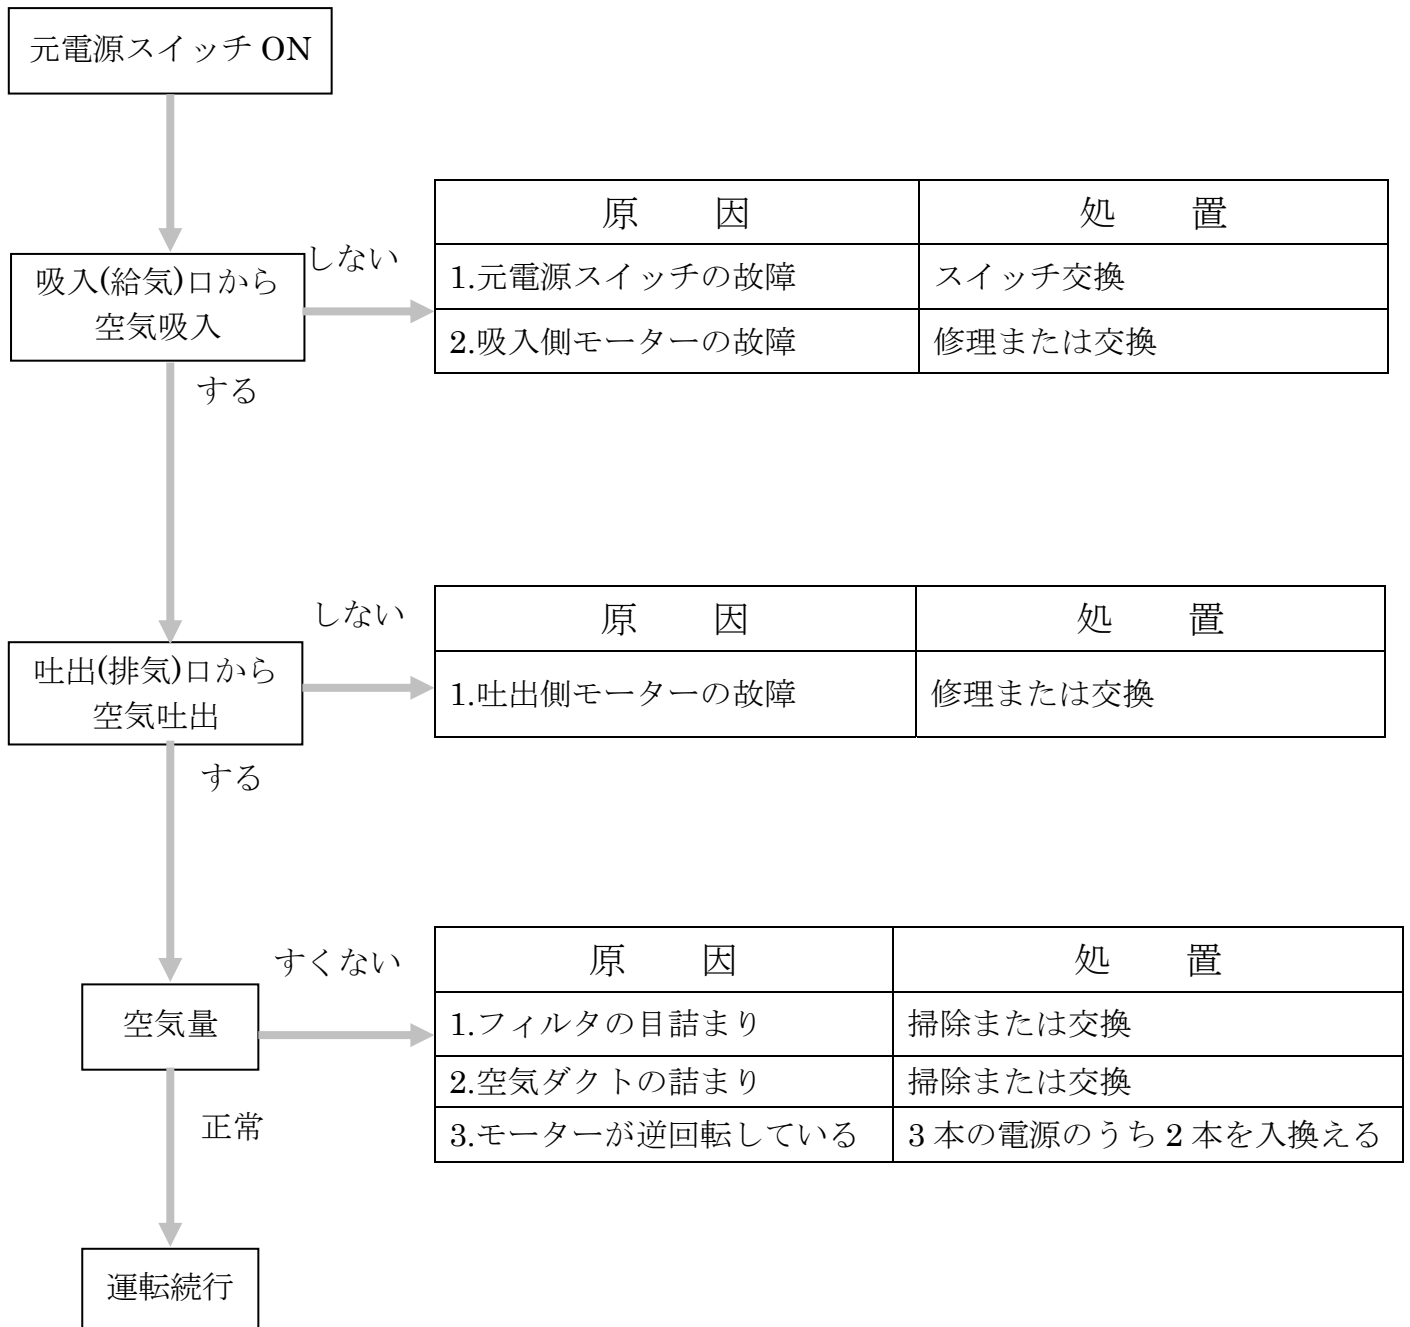 元電源スイッチ ON
しない
吸入(給気)口から
空気吸入
原　　因　処　　置
1.元電源スイッチの故障　スイッチ交換
2.吸入側モーターの故障　修理または交換
する
しない
吐出(排気)口から
空気吐出
原　　因　処　　置
1.吐出側モーターの故障　修理または交換
する
すくない
空気量
原　　因　処　　置
1.フィルタの目詰まり　掃除または交換
2.空気ダクトの詰まり　掃除または交換
3.モーターが逆回転している　3 本の電源のうち 2 本を入換える
正常
運転続行